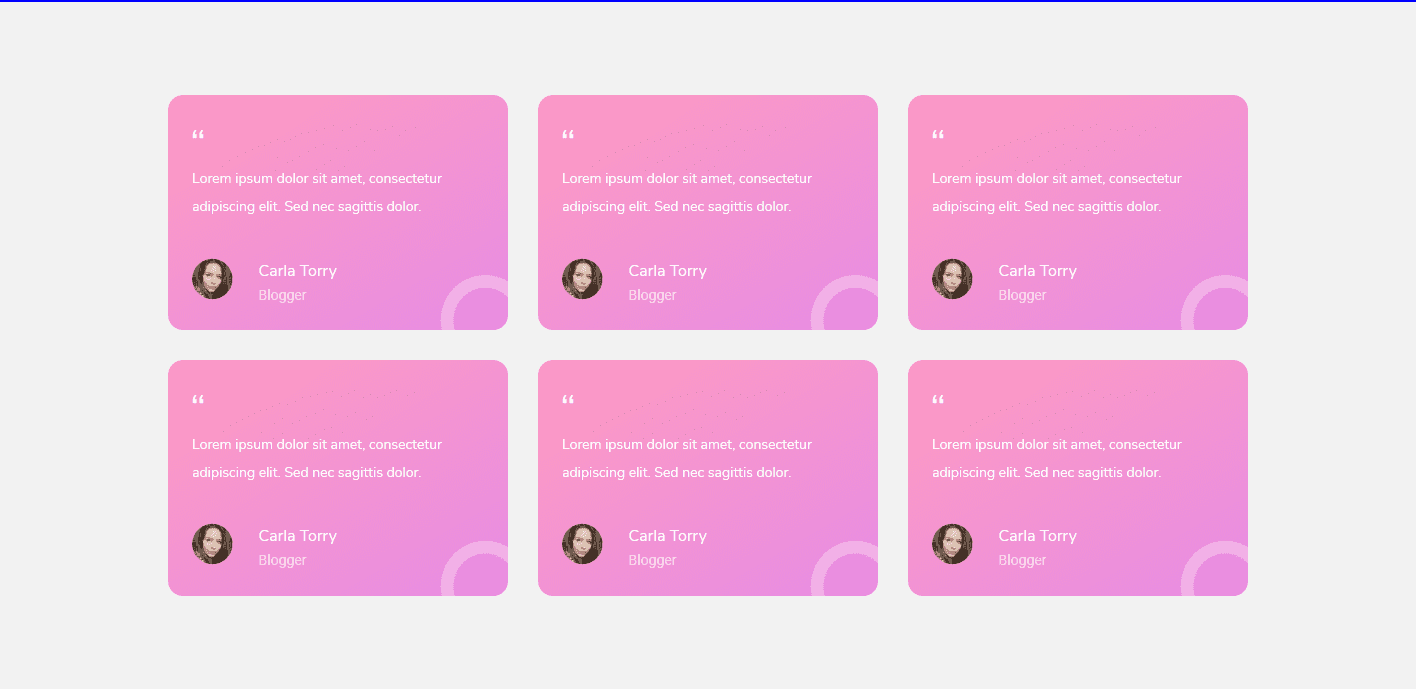 “
Lorem ipsum dolor sit amet, consectetur
adipiscing elit. Sed nec sagittis dolor.
Carla Torry
Blogger
“
Lorem ipsum dolor sit amet, consectetur
adipiscing elit. Sed nec sagittis dolor.
Carla Torry
Blogger
“
Lorem ipsum dolor sit amet, consectetur
adipiscing elit. Sed nec sagittis dolor.
Carla Torry
Blogger
“
Lorem ipsum dolor sit amet, consectetur
adipiscing elit. Sed nec sagittis dolor.
Carla Torry
Blogger
“
Lorem ipsum dolor sit amet, consectetur
adipiscing elit. Sed nec sagittis dolor.
Carla Torry
Blogger
“
Lorem ipsum dolor sit amet, consectetur
adipiscing elit. Sed nec sagittis dolor.
Carla Torry
Blogger